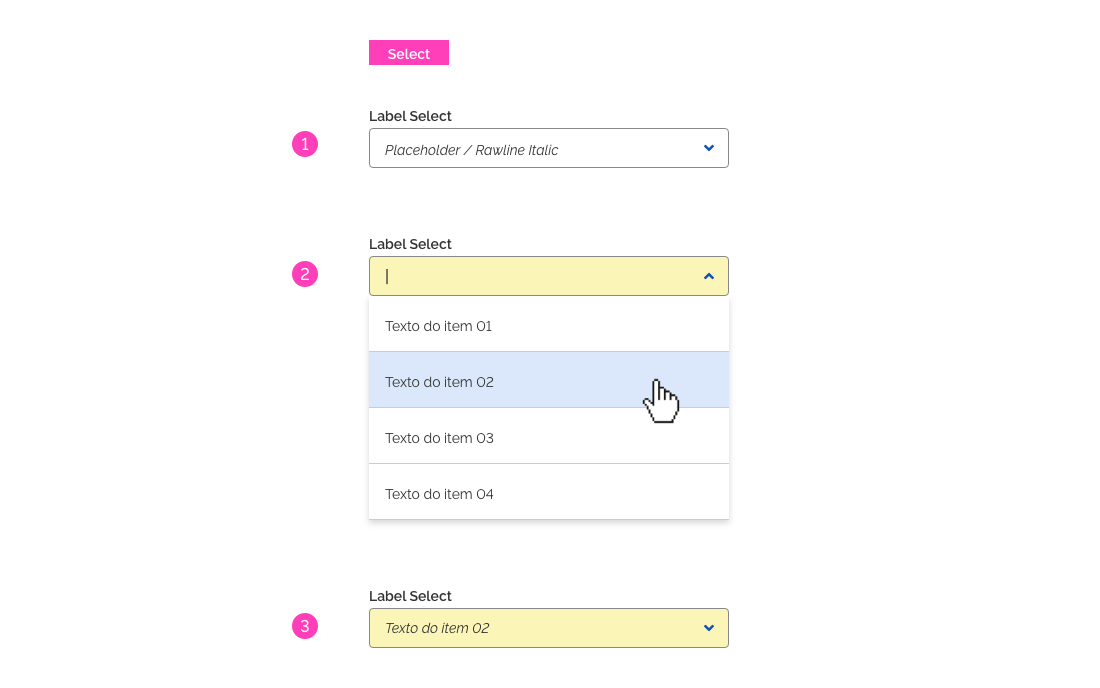 Select
Label Select
1
Placeholder / Rawline Italic
Label Select
2
Texto do item 01
Texto do item 02
Texto do item 03
Texto do item 04
Label Select
3
Texto do item 02